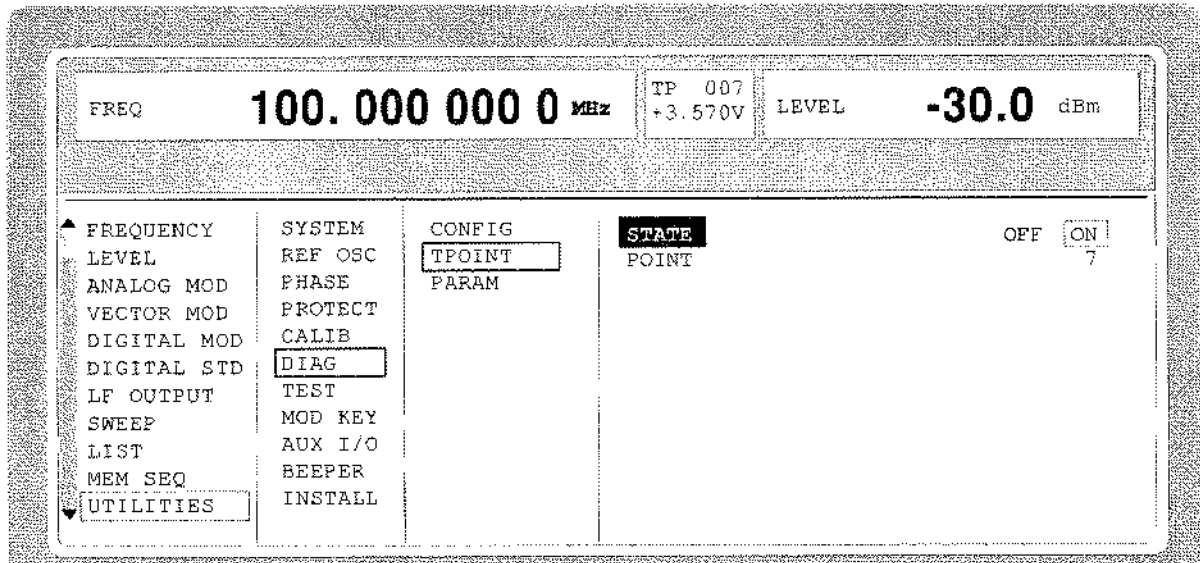 FREQ 100. 000 000 0 MHz TP 007 +3.570V LEVEL -30.0 dBm
FREQUENCY
LEVEL
ANALOG MOD
VECTOR MOD
DIGITAL MOD
DIGITAL STD
LF OUTPUT
SWEEP
LIST
MEM SEQ
UTILITIES
SYSTEM
REF OSC
PHASE
PROTECT
CALIB
DIAG
TEST
MOD KEY
AUX I/O
BEEPER
INSTALL
CONFIG
TPOINT
PARAM
STATE OFF ON
POINT 7